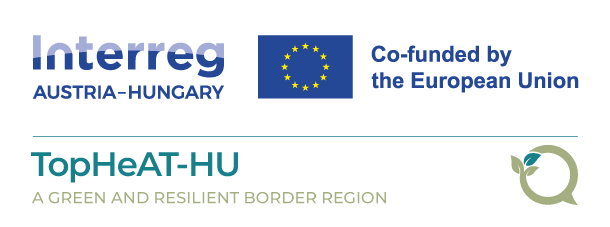 Interreg
AUSTRIA–HUNGARY
Co-funded by
the European Union
TopHeAT-HU
A GREEN AND RESILIENT BORDER REGION